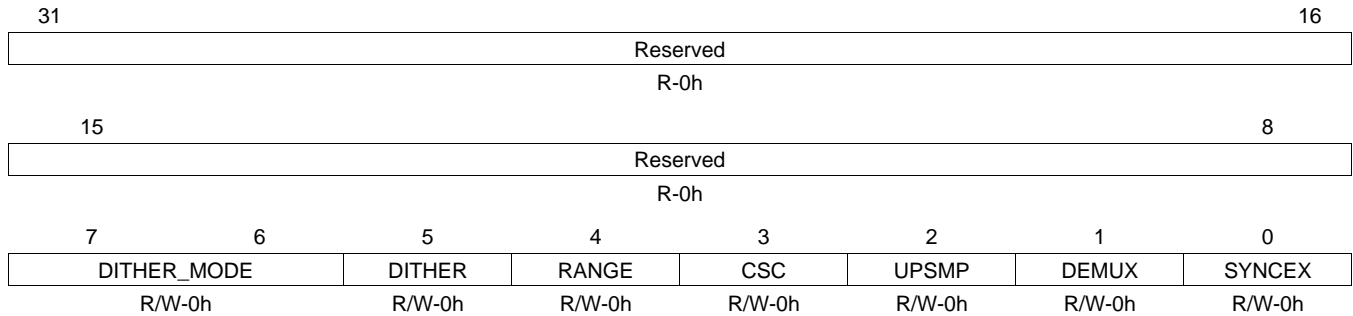 31 16
Reserved
R-0h
15 8
Reserved
R-0h
7 6 5 4 3 2 1 0
DITHER_MODE DITHER RANGE CSC UPSMP DEMUX SYNCEX
R/W-0h R/W-0h R/W-0h R/W-0h R/W-0h R/W-0h R/W-0h